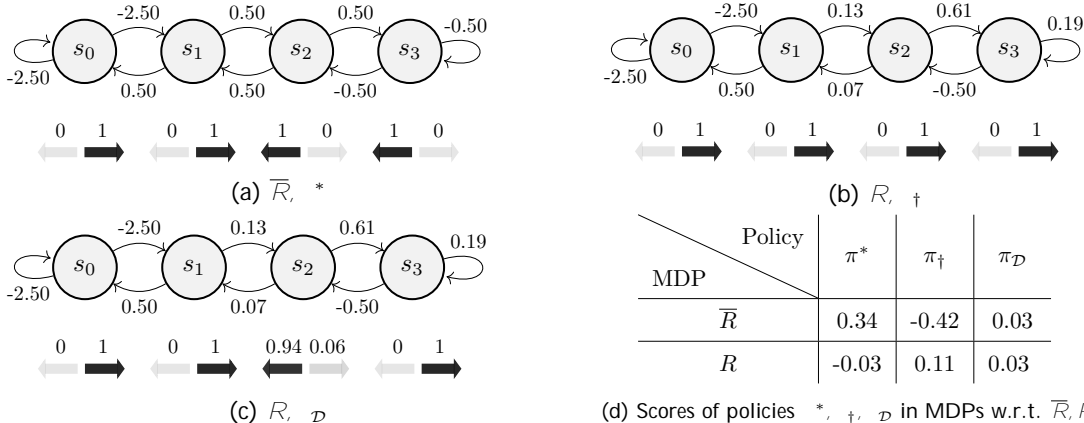 -2.50 0.50 0.50 -0.50
s₀ s₁ s₂ s₃
-2.50 0.50 0.50 -0.50
0 1 0 1 1 0 1 0
(a) R̅, *
-2.50 0.13 0.61 0.19
s₀ s₁ s₂ s₃
-2.50 0.50 0.07 -0.50
0 1 0 1 0 1 0 1
(b) R, †
-2.50 0.13 0.61 0.19
s₀ s₁ s₂ s₃
-2.50 0.50 0.07 -0.50
0 1 0 1 0.94 0.06 0 1
(c) R, 𝒟
Policy
MDP
π* π† π𝒟
R̅ 0.34 -0.42 0.03
R -0.03 0.11 0.03
(d) Scores of policies *, †, 𝒟 in MDPs w.r.t. R̅,